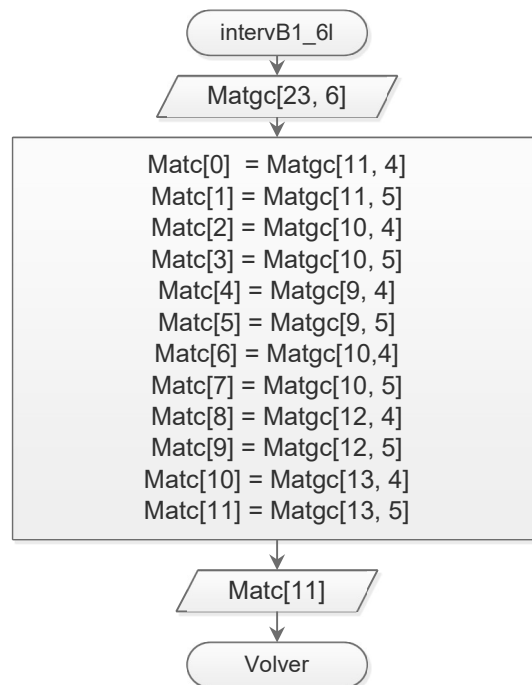 intervB1_6l
Matgc[23, 6]
Matc[0]  = Matgc[11, 4]
Matc[1] = Matgc[11, 5]
Matc[2] = Matgc[10, 4]
Matc[3] = Matgc[10, 5]
Matc[4] = Matgc[9, 4]
Matc[5] = Matgc[9, 5]
Matc[6] = Matgc[10,4]
Matc[7] = Matgc[10, 5]
Matc[8] = Matgc[12, 4]
Matc[9] = Matgc[12, 5]
Matc[10] = Matgc[13, 4]
Matc[11] = Matgc[13, 5]
Matc[11]
Volver